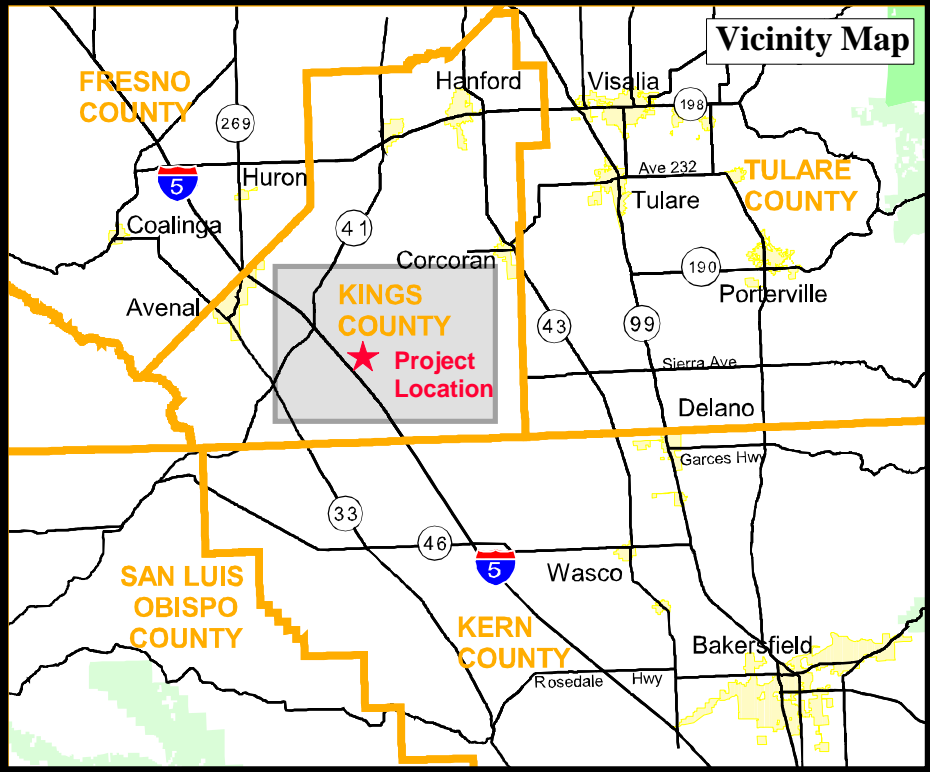 Vicinity Map
FRESNO
COUNTY
Hanford
Visalia
198
269
5
Huron
Ave 232
TULARE
COUNTY
Tulare
Coalinga
41
Corcoran
190
Porterville
Avenal
KINGS
COUNTY
43
99
Project
Location
Sierra Ave
Delano
Garces Hwy
33
46
5
Wasco
SAN LUIS
OBISPO
COUNTY
KERN
COUNTY
Bakersfield
Rosedale Hwy